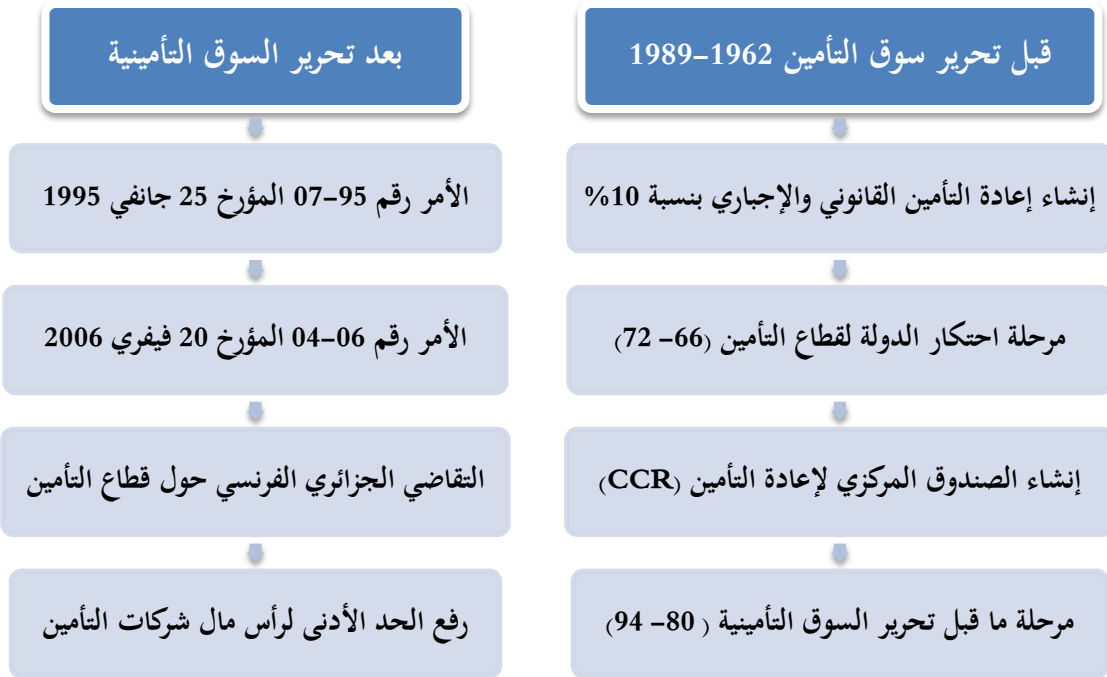 قبل تحرير سوق التأمين 1962–1989
إنشاء إعادة التأمين القانوني والإجباري بنسبة 10%
مرحلة احتكار الدولة لقطاع التأمين (66– 72)
إنشاء الصندوق المركزي لإعادة التأمين (CCR)
مرحلة ما قبل تحرير السوق التأمينية ( 80– 94)
بعد تحرير السوق التأمينية
الأمر رقم 95–07 المؤرخ 25 جانفي 1995
الأمر رقم 06–04 المؤرخ 20 فيفري 2006
التقاضي الجزائري الفرنسي حول قطاع التأمين
رفع الحد الأدنى لرأس مال شركات التأمين